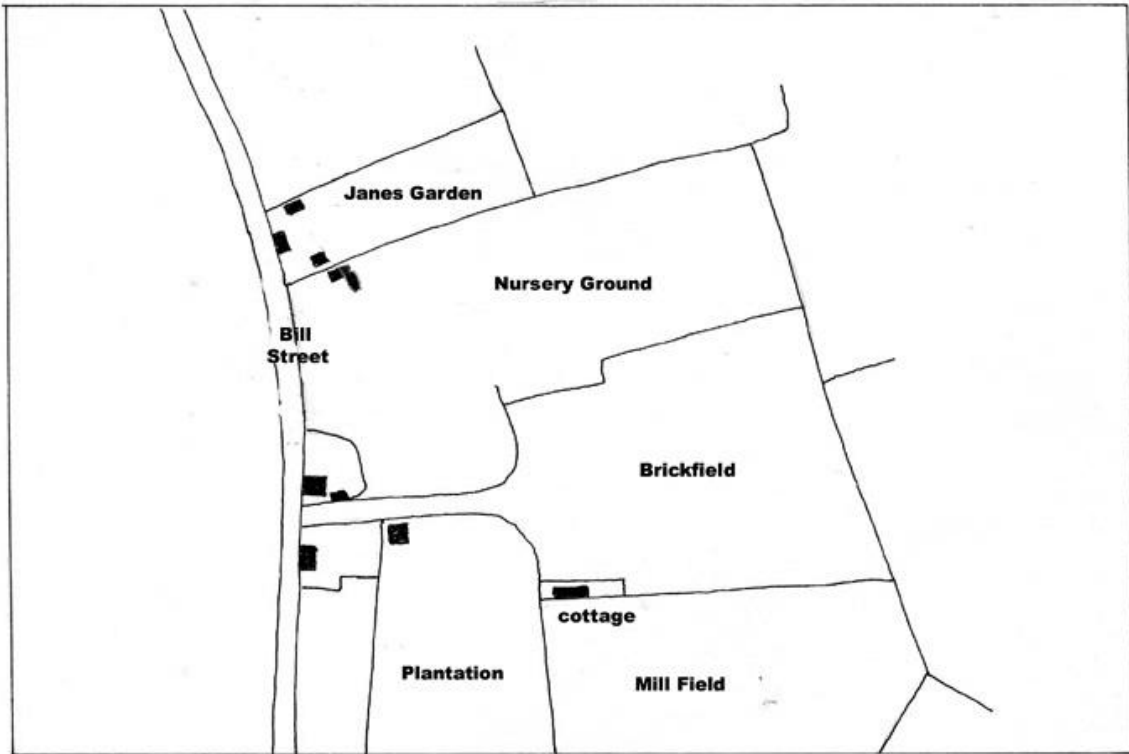 Janes Garden
Nursery Ground
Bill
Street
Brickfield
cottage
Plantation
Mill Field